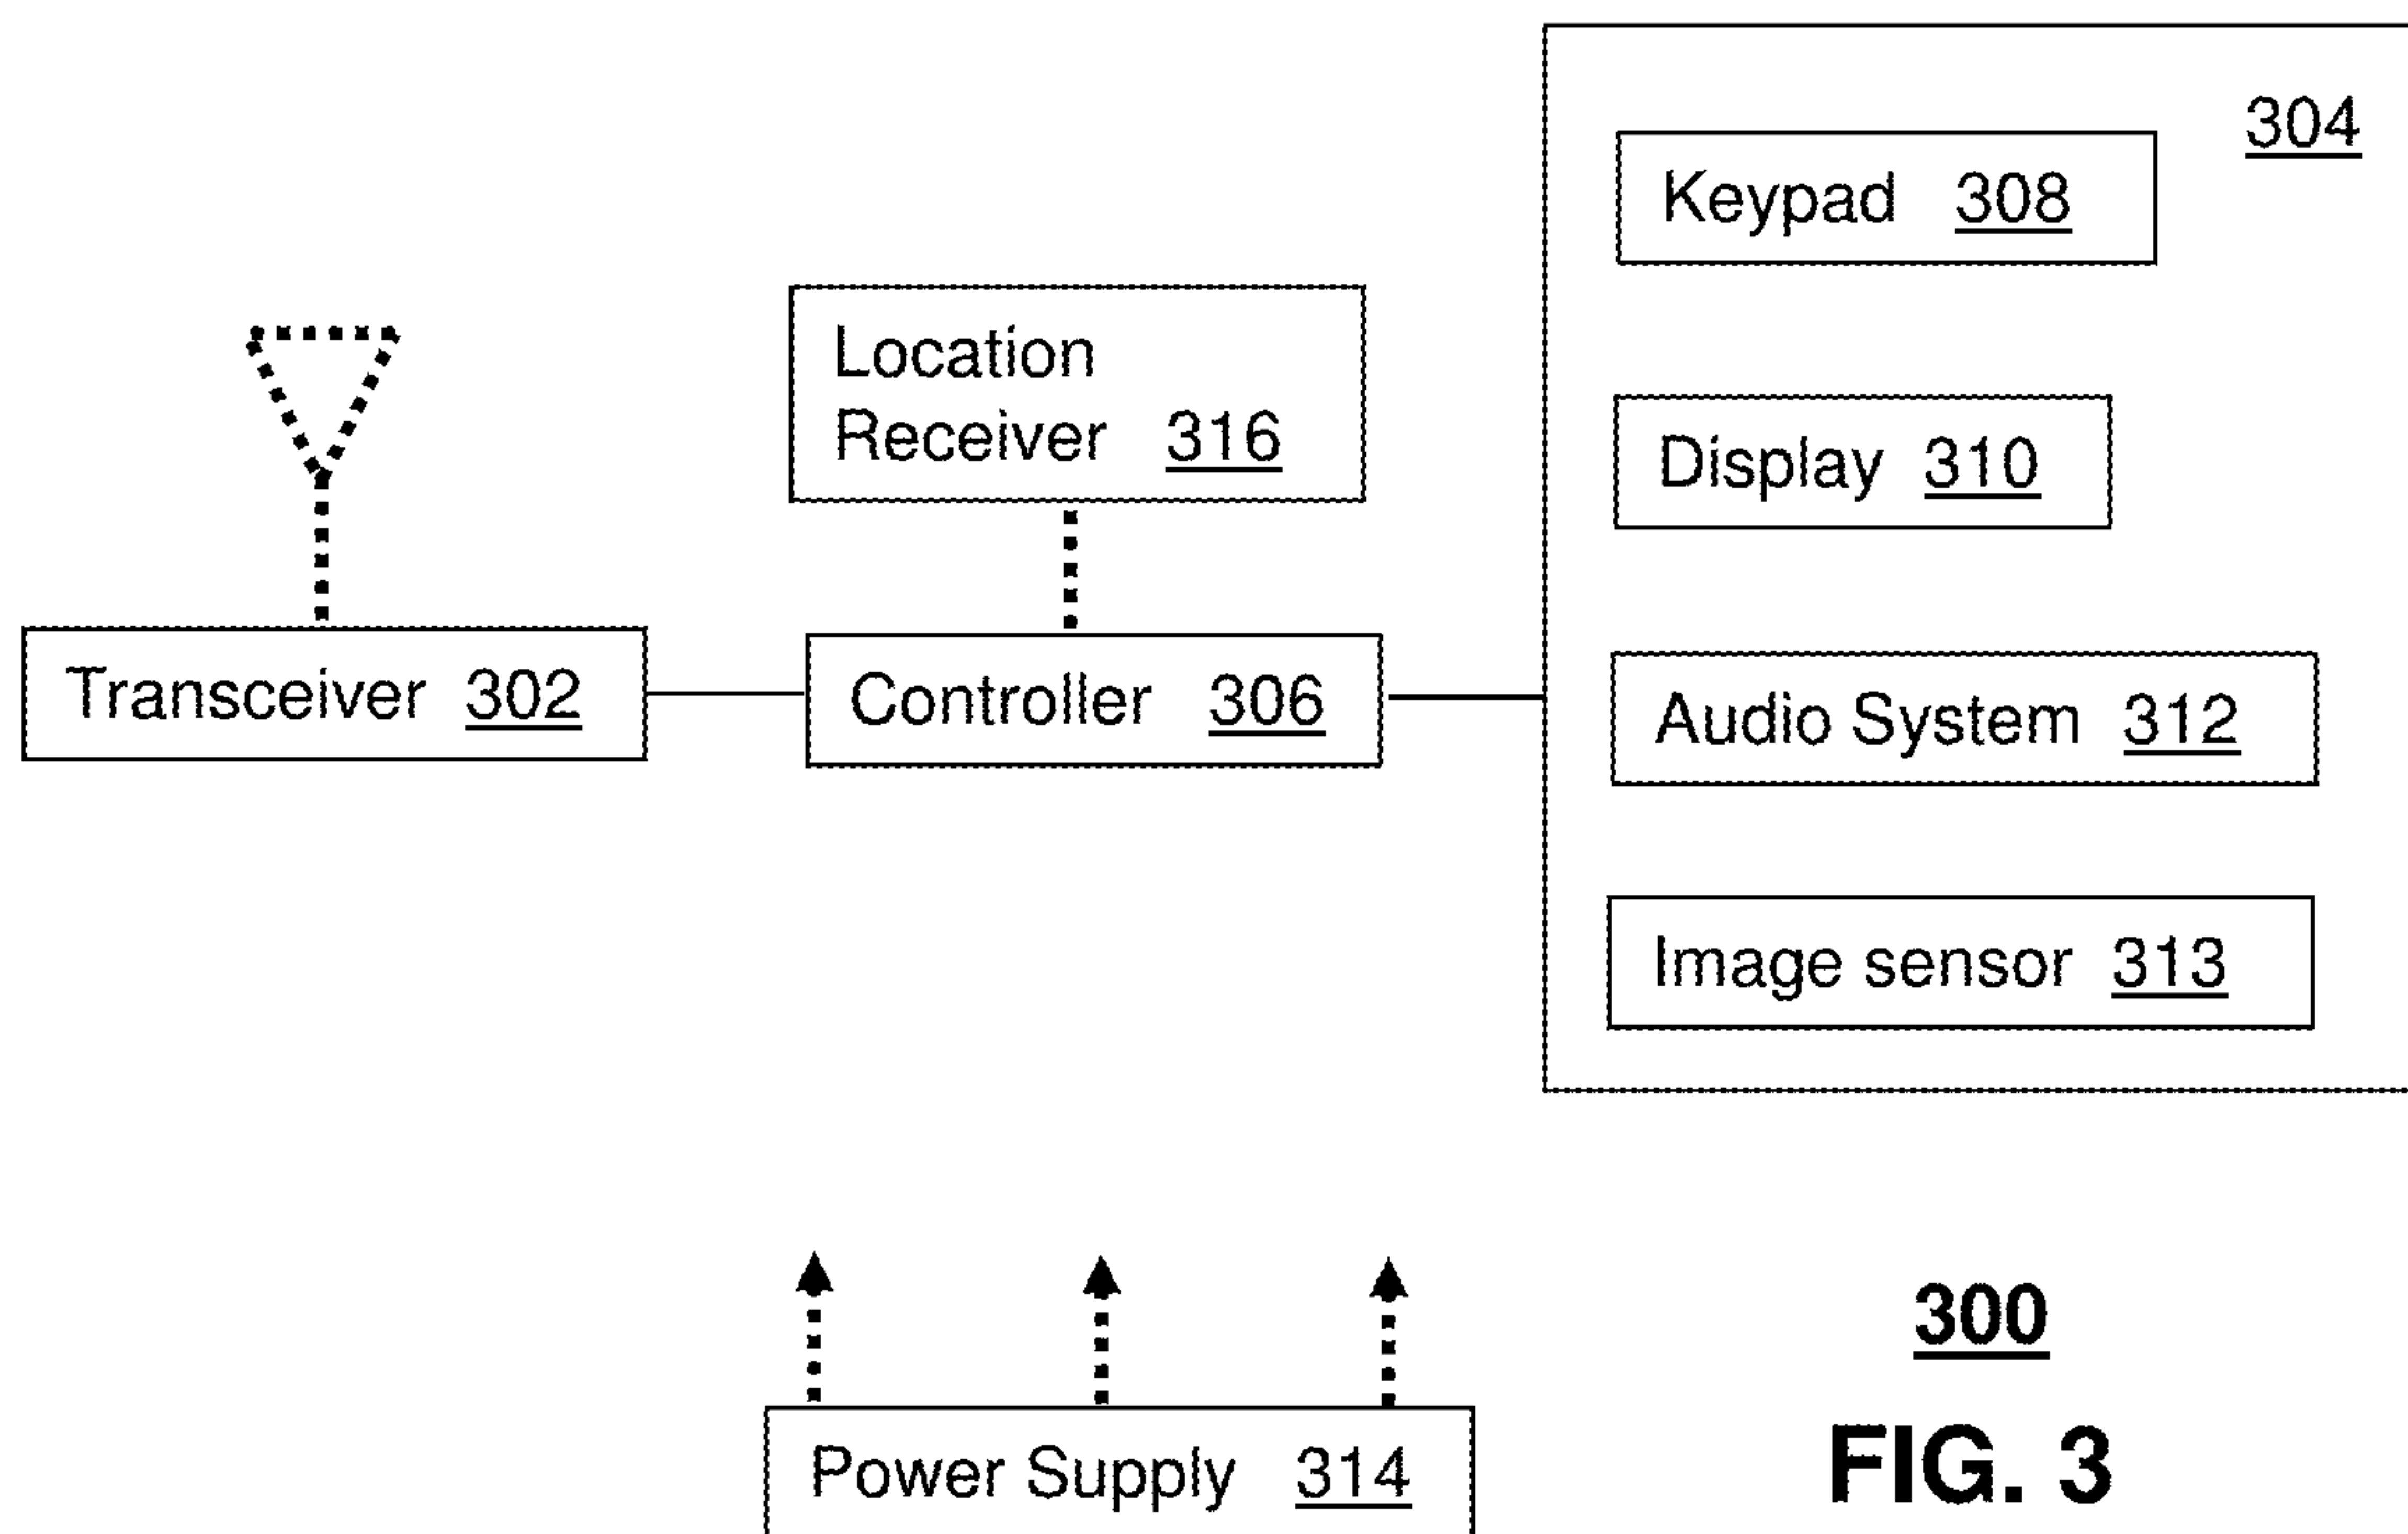 304
Keypad 308
Location
Receiver 316
Display 310
Transceiver 302
Controller 306
Audio System 312
Image sensor 313
300
Power Supply 314
FIG. 3